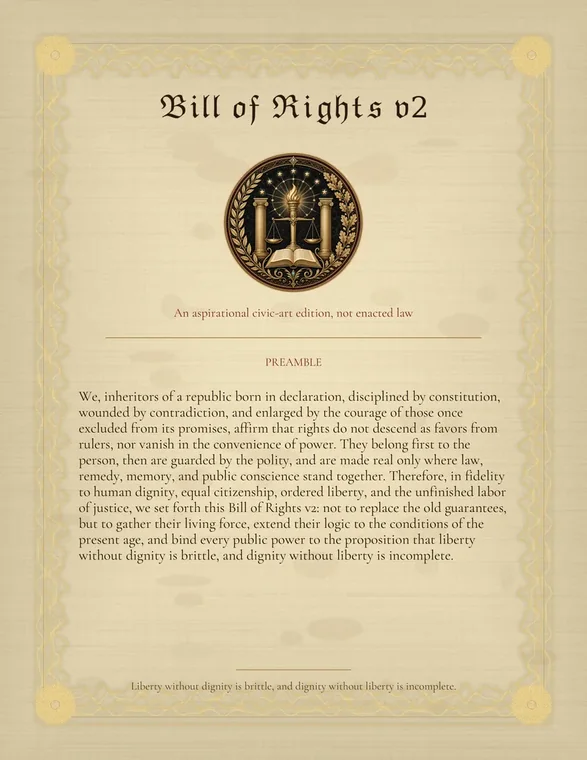 Bill of Rights v2
An aspirational civic-art edition, not enacted law
PREAMBLE
We, inheritors of a republic born in declaration, disciplined by constitution,
wounded by contradiction, and enlarged by the courage of those once
excluded from its promises, affirm that rights do not descend as favors from
rulers, nor vanish in the convenience of power. They belong first to the
person, then are guarded by the polity, and are made real only where law,
remedy, memory, and public conscience stand together. Therefore, in fidelity
to human dignity, equal citizenship, ordered liberty, and the unfinished labor
of justice, we set forth this Bill of Rights v2: not to replace the old guarantees,
but to gather their living force, extend their logic to the conditions of the
present age, and bind every public power to the proposition that liberty
without dignity is brittle, and dignity without liberty is incomplete.
Liberty without dignity is brittle, and dignity without liberty is incomplete.